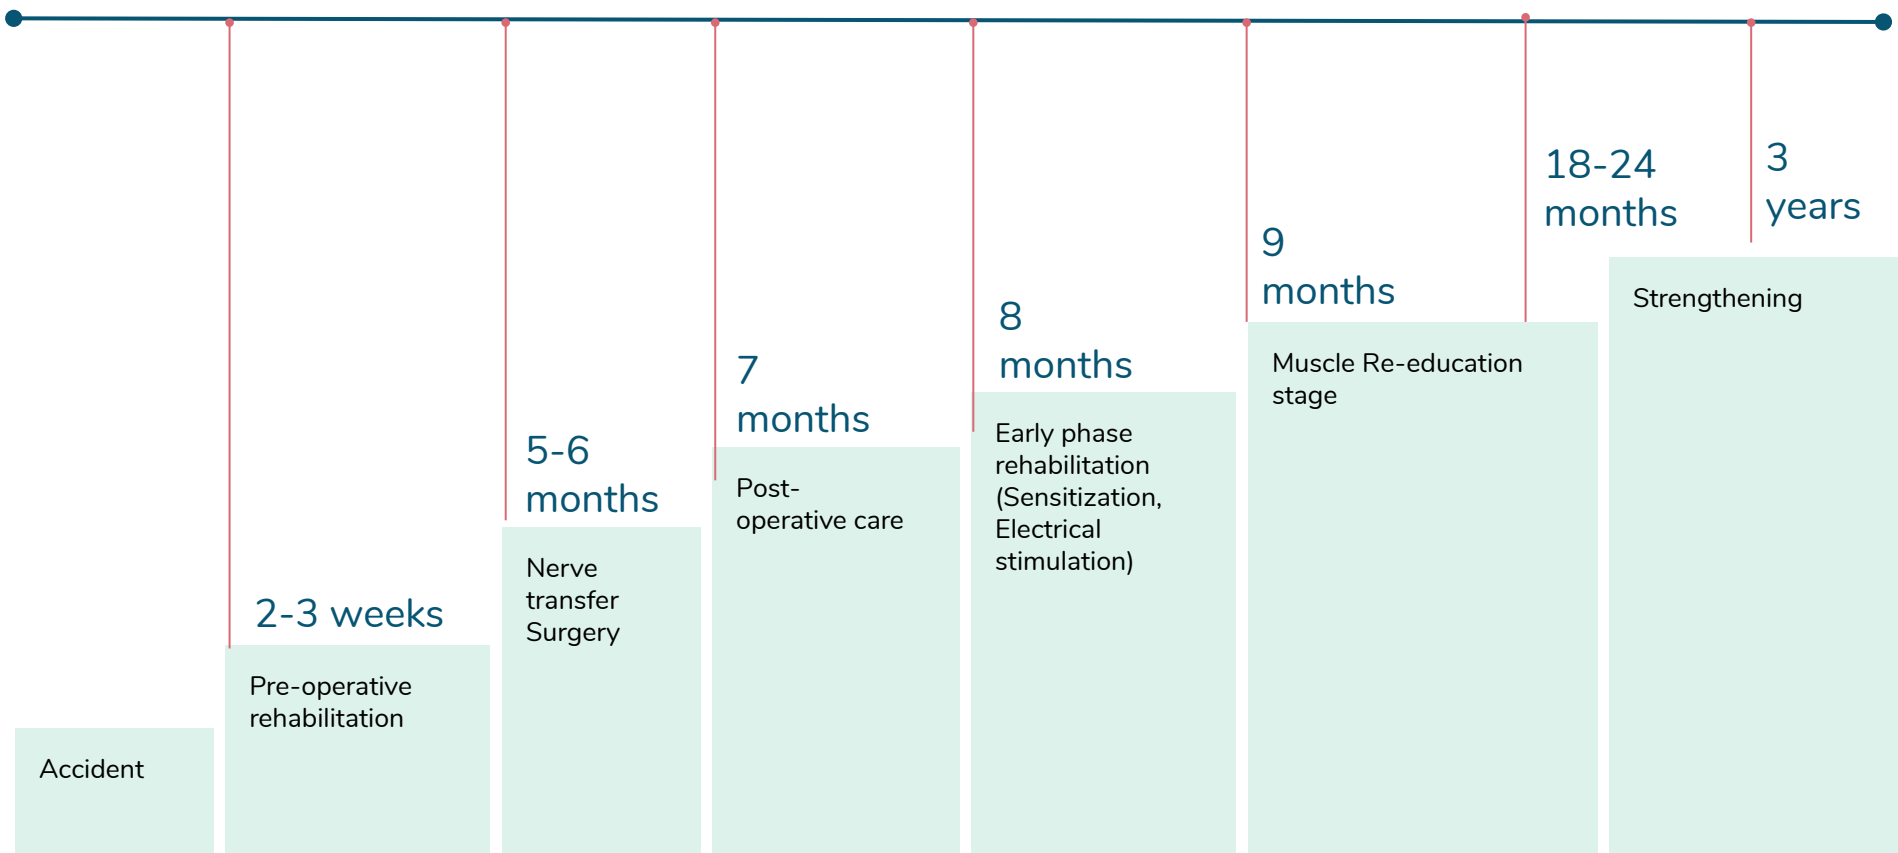 Accident
2-3 weeks
Pre-operative
rehabilitation
5-6
months
Nerve
transfer
Surgery
7
months
Post-
operative care
8
months
Early phase
rehabilitation
(Sensitization,
Electrical
stimulation)
9
months
Muscle Re-education
stage
18-24
months
3
years
Strengthening